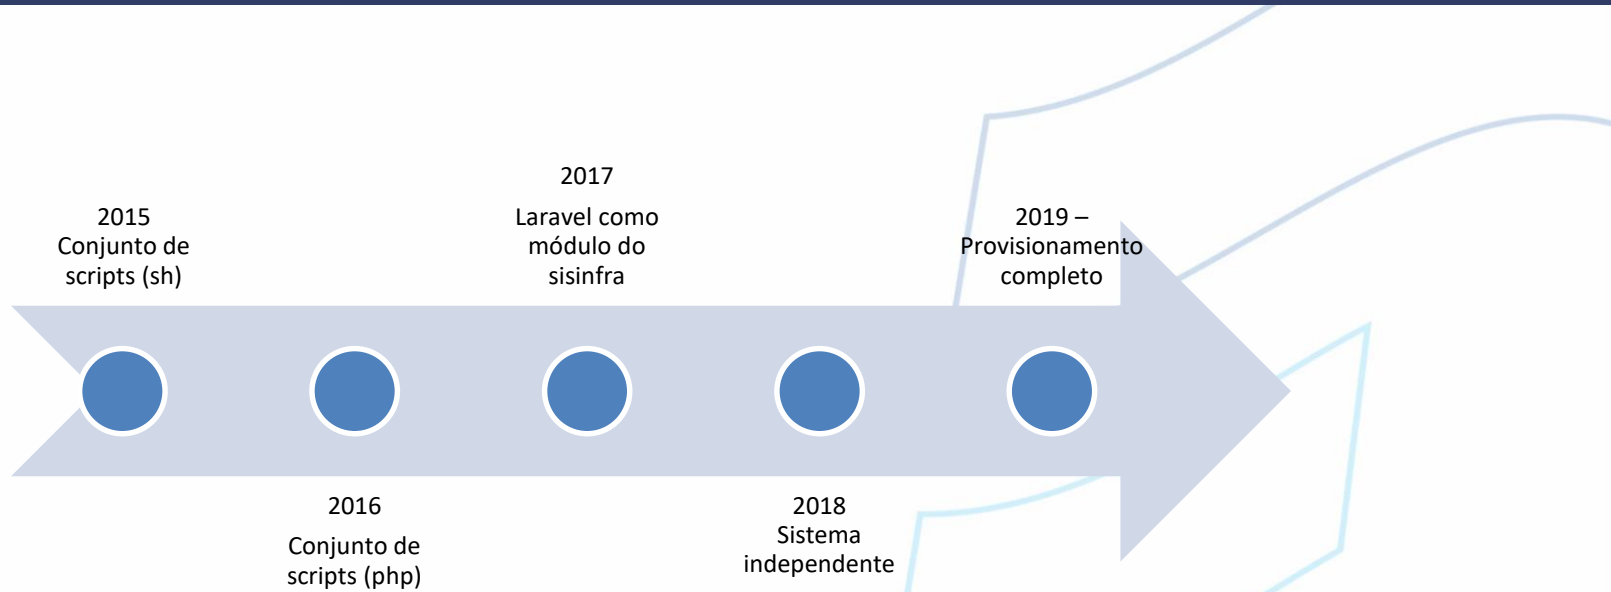 2015
Conjunto de
scripts (sh)
2016
Conjunto de
scripts (php)
2017
Laravel como
módulo do
sisinfra
2018
Sistema
independente
2019 –
Provisionamento
completo